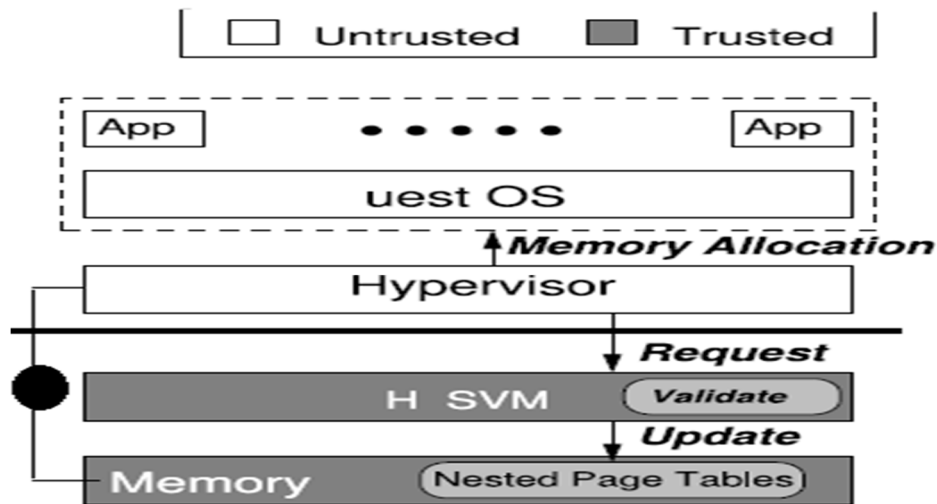 Untrusted Trusted
App App
uest OS
Memory Allocation
Hypervisor
Request
H SVM Validate
Update
Memory Nested Page Tables